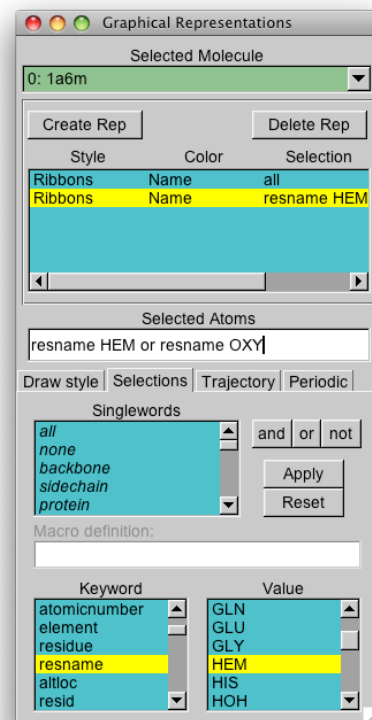 Graphical Representations
Selected Molecule
0: 1a6m
Create Rep Delete Rep
Style Color Selection
Ribbons Name all
Ribbons Name resname HEM
Selected Atoms
resname HEM or resname OXY
Draw style Selections Trajectory Periodic
Singlewords
all
none
backbone
sidechain
protein
and or not
Apply
Reset
Macro definition:
Keyword
atomicnumber
element
residue
resname
altloc
resid
Value
GLN
GLU
GLY
HEM
HIS
HOH